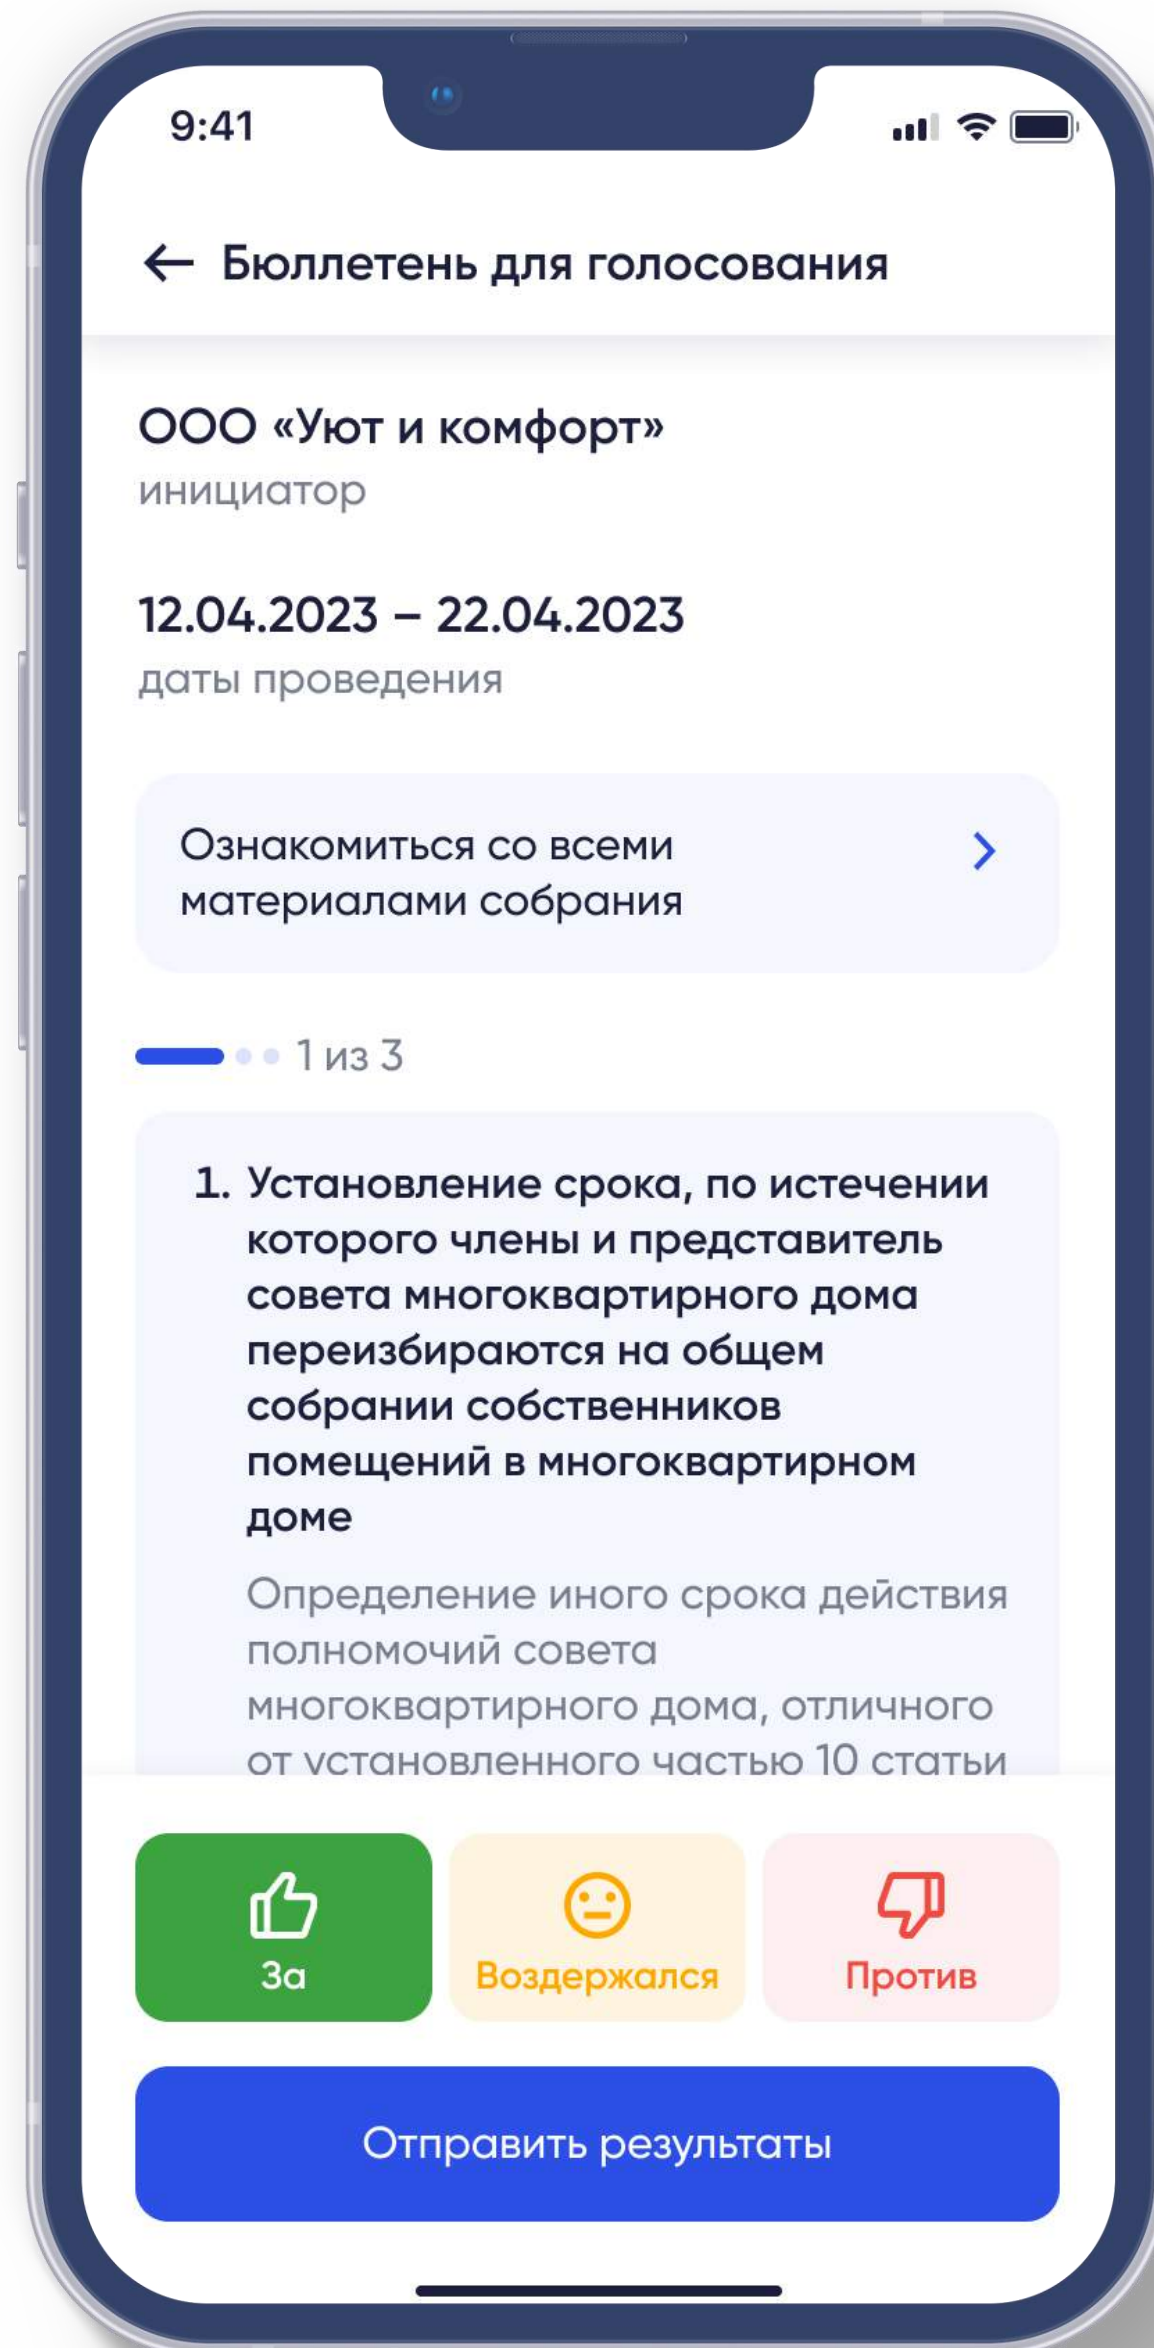 9:41
← Бюллетень для голосования
ООО «Уют и комфорт»
инициатор
12.04.2023 – 22.04.2023
даты проведения
Ознакомиться со всеми
материалами собрания
1 из 3
1. Установление срока, по истечении
которого члены и представитель
совета многоквартирного дома
переизбираются на общем
собрании собственников
помещений в многоквартирном
доме
Определение иного срока действия
полномочий совета
многоквартирного дома, отличного
от установленного частью 10 статьи
За
Воздержался
Против
Отправить результаты